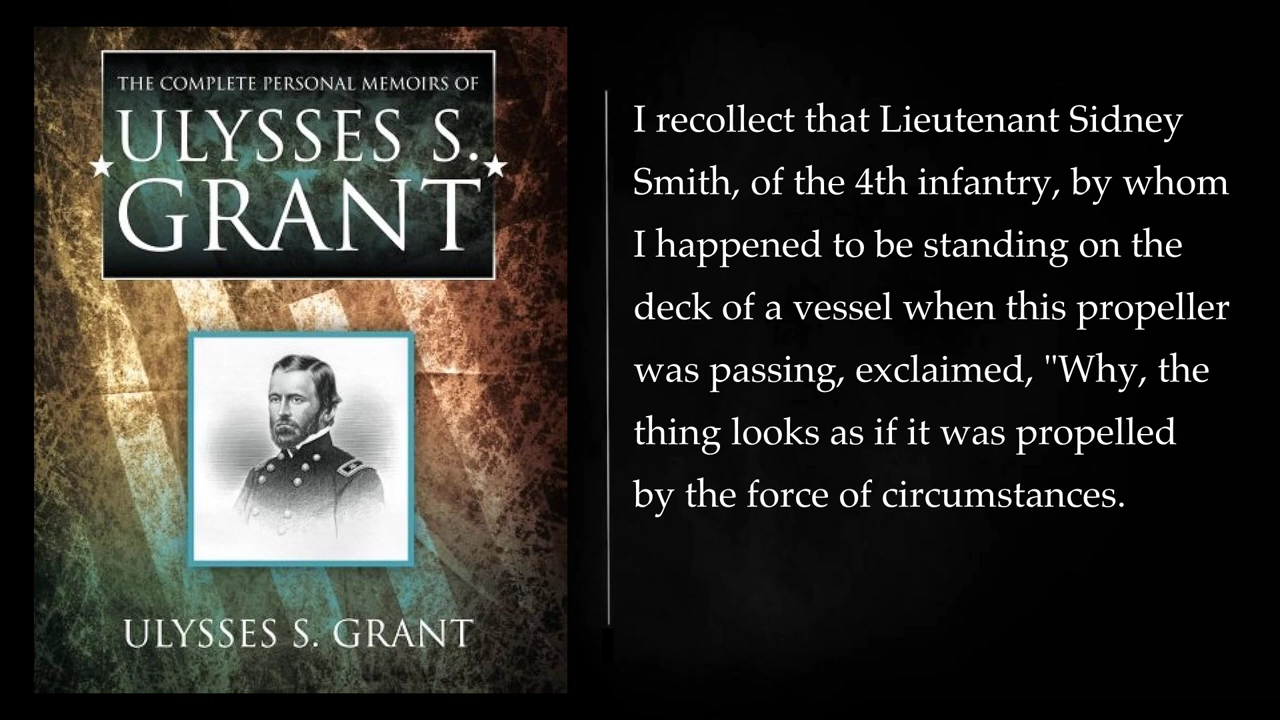 THE COMPLETE PERSONAL MEMOIRS OF
ULYSSES S.
GRANT
ULYSSES S. GRANT
I recollect that Lieutenant Sidney
Smith, of the 4th infantry, by whom
I happened to be standing on the
deck of a vessel when this propeller
was passing, exclaimed, "Why, the
thing looks as if it was propelled
by the force of circumstances.